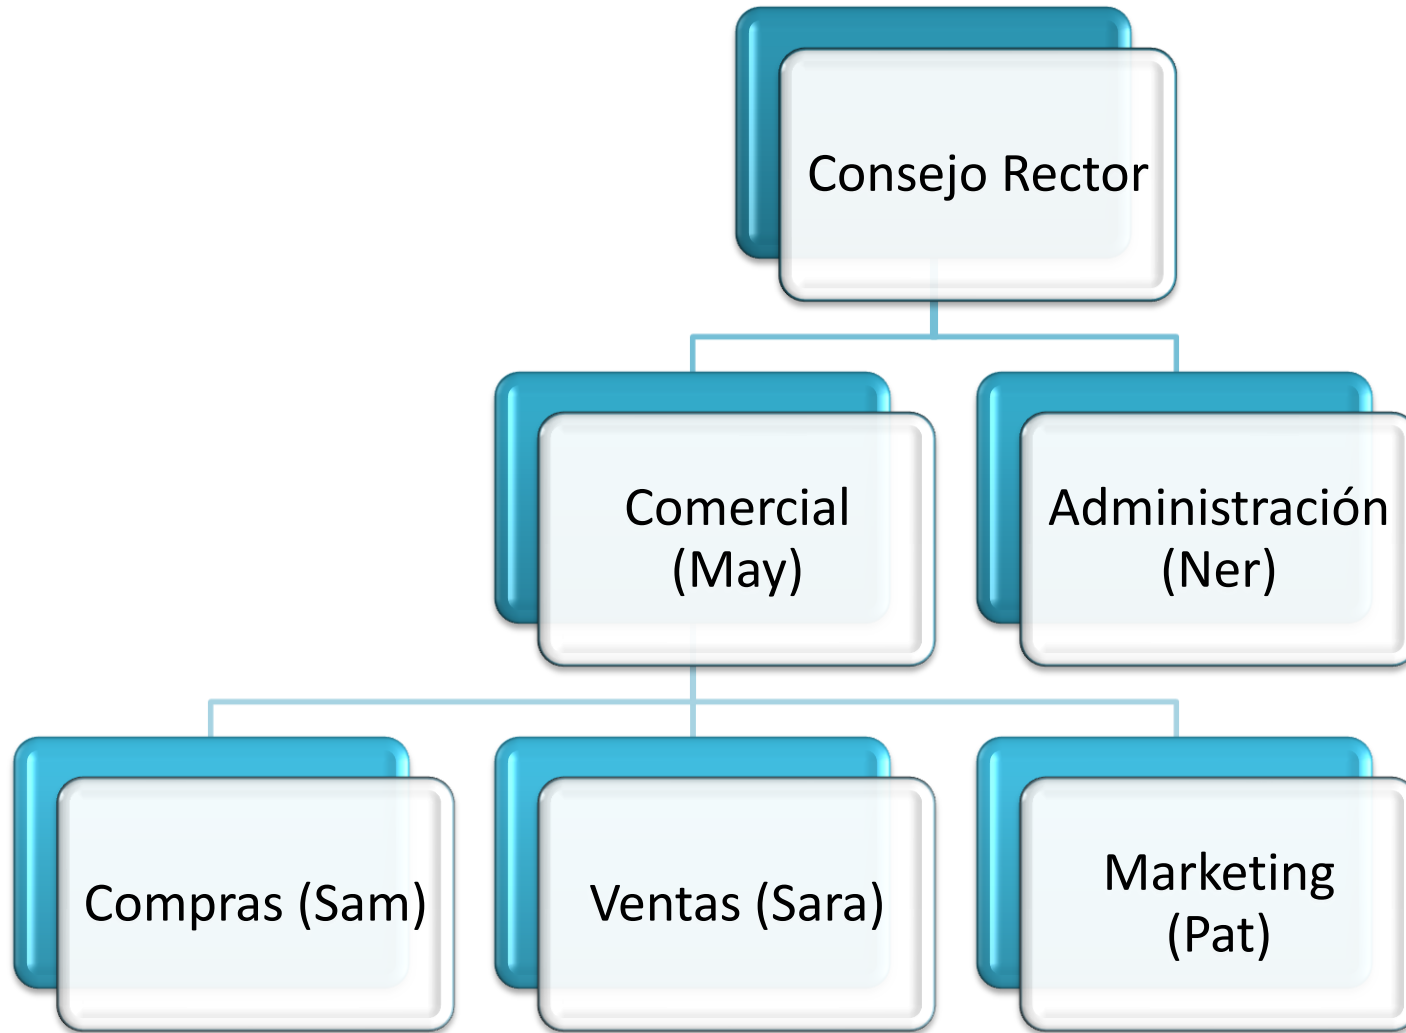 Consejo Rector
Comercial
(May)
Administración
(Ner)
Compras (Sam)
Ventas (Sara)
Marketing
(Pat)